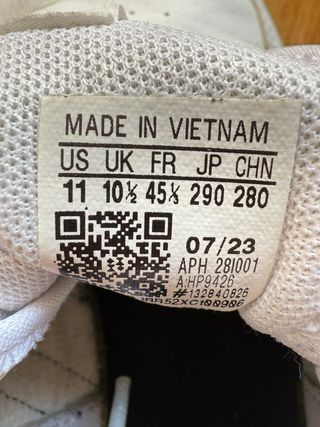 MADE IN VIETNAM
US UK FR JP CHN
11 10½ 45⅓ 290 280
07/23
APH 28I001
A:HP9426
#132840826